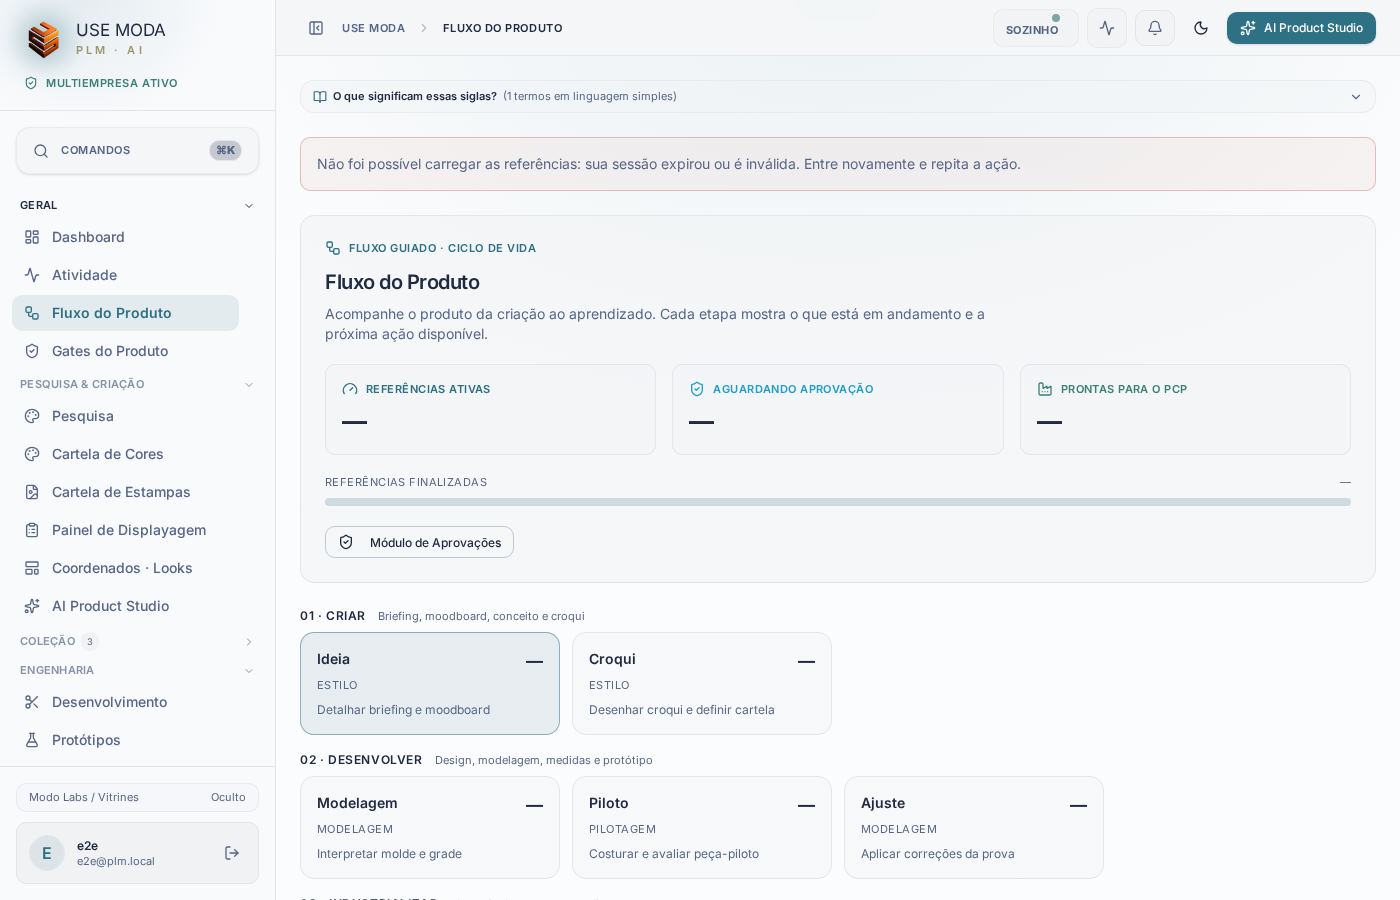 USE MODA
PLM · AI
MULTIEMPRESA ATIVO
COMANDOS
⌘K
GERAL
Dashboard
Atividade
Fluxo do Produto
Gates do Produto
PESQUISA & CRIAÇÃO
Pesquisa
Cartela de Cores
Cartela de Estampas
Painel de Displayagem
Coordenados · Looks
AI Product Studio
COLEÇÃO 3
ENGENHARIA
Desenvolvimento
Protótipos
Modo Labs / Vitrines Oculto
E
e2e
e2e@plm.local
USE MODA > FLUXO DO PRODUTO
SOZINHO
AI Product Studio
O que significam essas siglas? (1 termos em linguagem simples)
Não foi possível carregar as referências: sua sessão expirou ou é inválida. Entre novamente e repita a ação.
FLUXO GUIADO · CICLO DE VIDA
Fluxo do Produto
Acompanhe o produto da criação ao aprendizado. Cada etapa mostra o que está em andamento e a
próxima ação disponível.
REFERÊNCIAS ATIVAS
—
AGUARDANDO APROVAÇÃO
—
PRONTAS PARA O PCP
—
REFERÊNCIAS FINALIZADAS —
Módulo de Aprovações
01 · CRIAR Briefing, moodboard, conceito e croqui
Ideia —
ESTILO
Detalhar briefing e moodboard
Croqui —
ESTILO
Desenhar croqui e definir cartela
02 · DESENVOLVER Design, modelagem, medidas e protótipo
Modelagem —
MODELAGEM
Interpretar molde e grade
Piloto —
PILOTAGEM
Costurar e avaliar peça-piloto
Ajuste —
MODELAGEM
Aplicar correções da prova